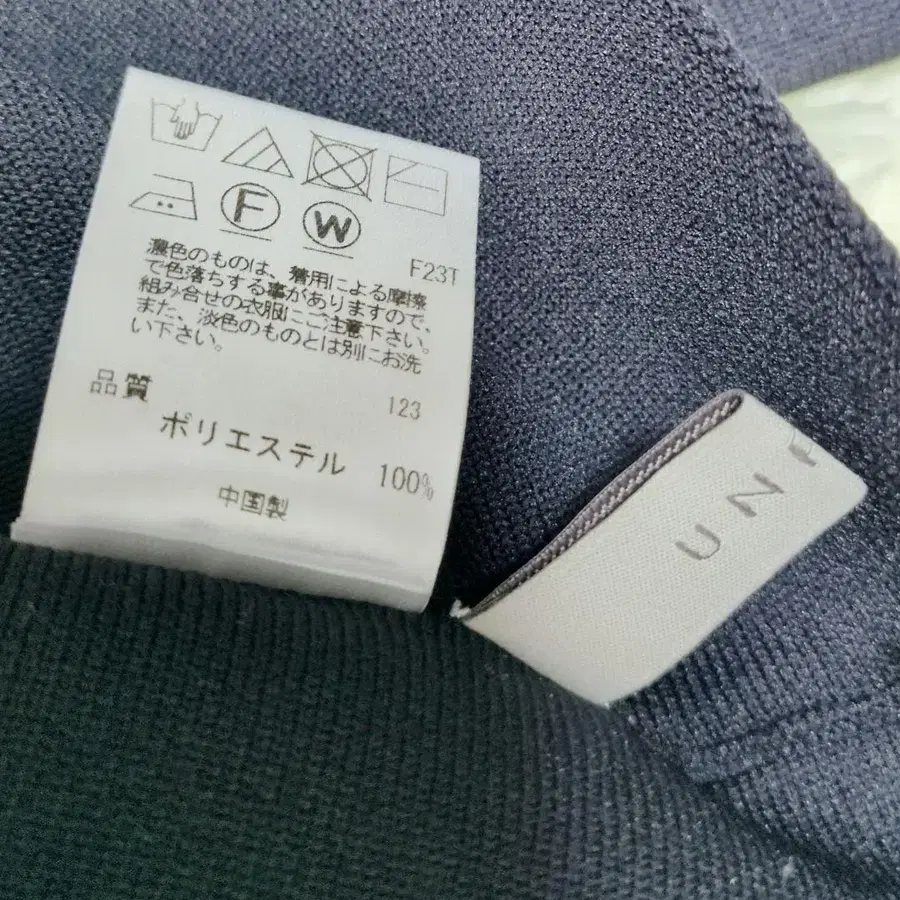 F
W
F23T
濃色のものは、着用による摩擦
で色落ちする事がありますので、
組み合せの衣服にご注意下さい。
また、淡色のものとは別にお洗
い下さい。
品質
123
ポリエステル 100%
中国製
UN